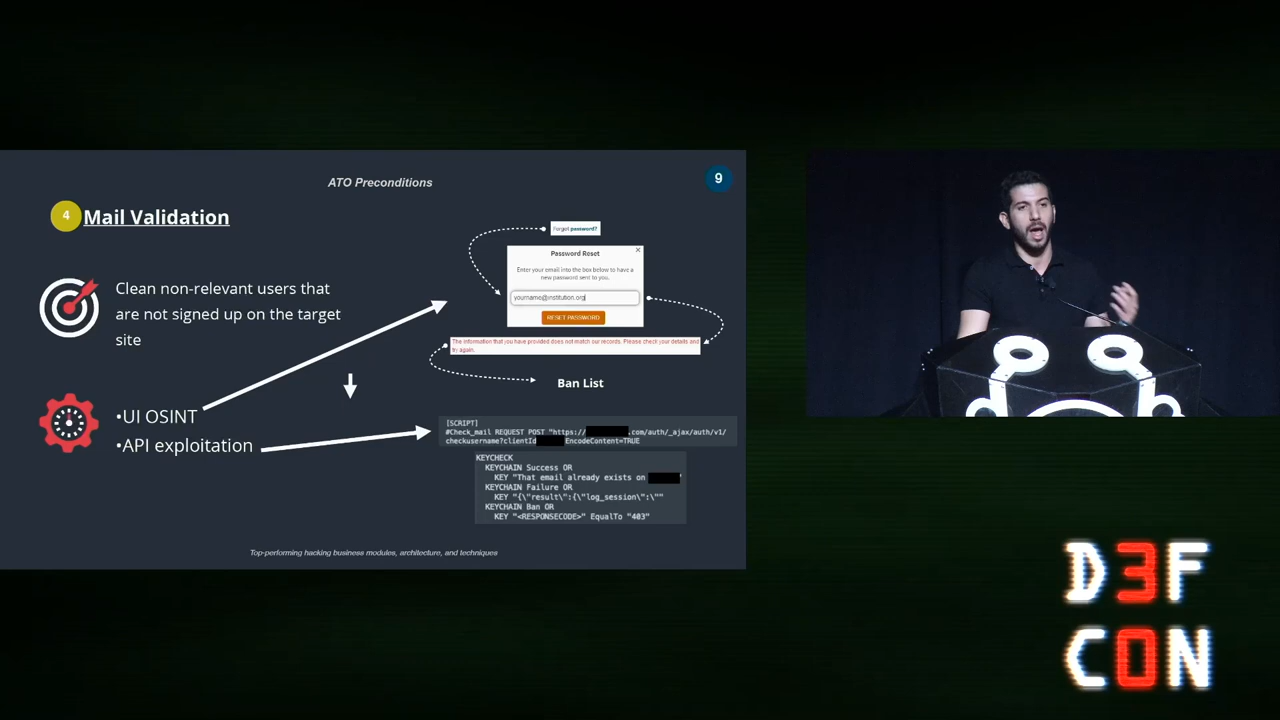 ATO Preconditions
9
4
Mail Validation
Clean non-relevant users that
are not signed up on the target
site
•UI OSINT
•API exploitation
Forgot password?
Password Reset
Enter your email into the box below to have a
new password sent to you.
yourname@institution.org
RESET PASSWORD
The information that you have provided does not match our records. Please check your details and
try again.
Ban List
[SCRIPT]
#Check_mail REQUEST POST "https:// .com/auth/_ajax/auth/v1/
checkusername?clientId EncodeContent=TRUE
KEYCHECK
KEYCHAIN Success OR
KEY "That email already exists on "
KEYCHAIN Failure OR
KEY "{\"result\":{\"log_session\":\""
KEYCHAIN Ban OR
KEY "<RESPONSECODE>" EqualTo "403"
Top-performing hacking business modules, architecture, and techniques
D3F
C0N